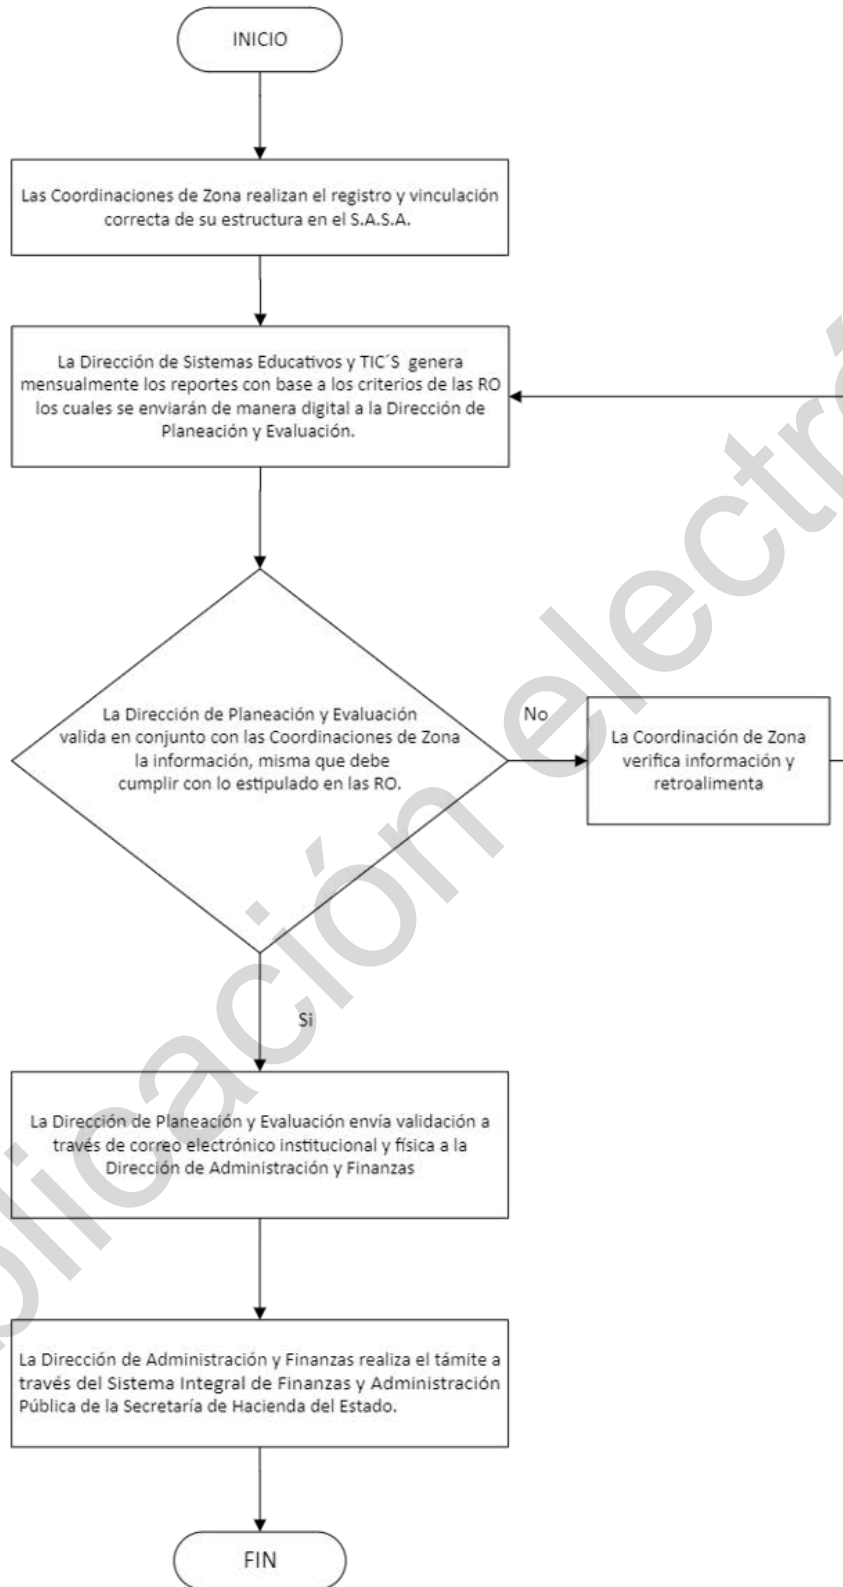 INICIO
Las Coordinaciones de Zona realizan el registro y vinculación
correcta de su estructura en el S.A.S.A.
La Dirección de Sistemas Educativos y TIC´S genera
mensualmente los reportes con base a los criterios de las RO
los cuales se enviarán de manera digital a la Dirección de
Planeación y Evaluación.
La Dirección de Planeación y Evaluación
valida en conjunto con las Coordinaciones de Zona
la información, misma que debe
cumplir con lo estipulado en las RO.
No
La Coordinación de Zona
verifica información y
retroalimenta
Si
La Dirección de Planeación y Evaluación envía validación a
través de correo electrónico institucional y física a la
Dirección de Administración y Finanzas
La Dirección de Administración y Finanzas realiza el támite a
través del Sistema Integral de Finanzas y Administración
Pública de la Secretaría de Hacienda del Estado.
FIN
blicación electró